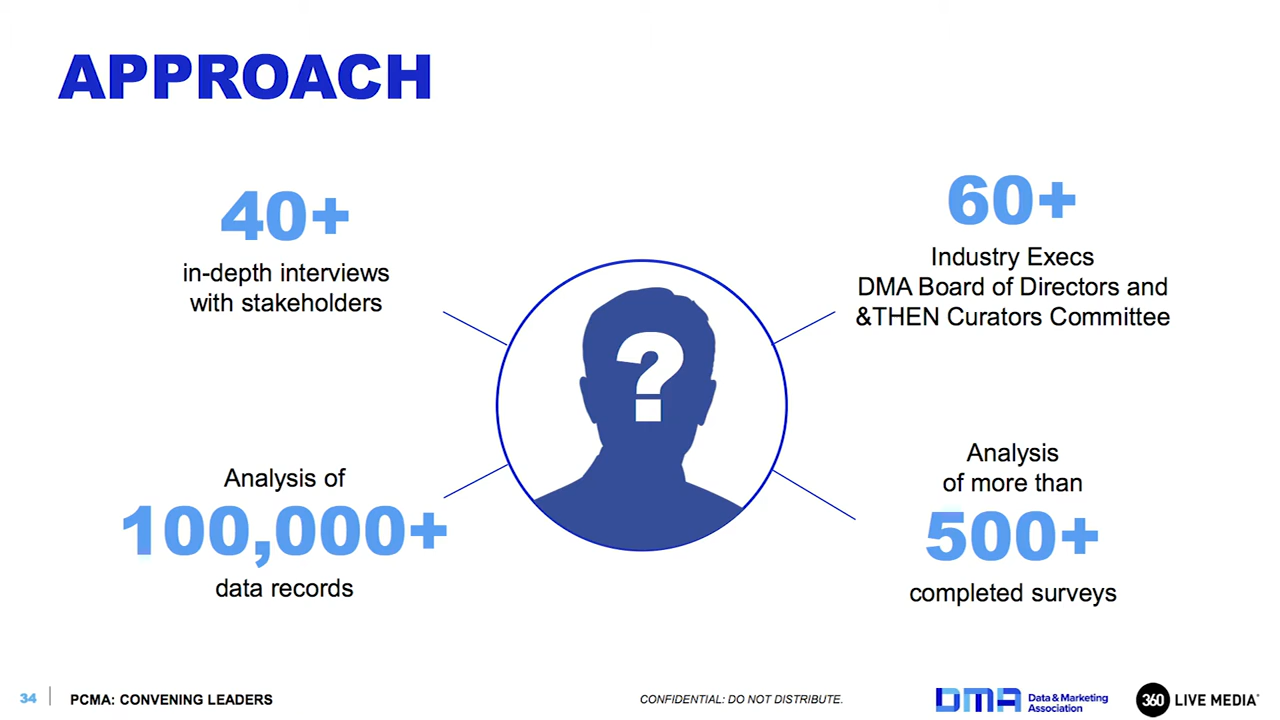 APPROACH
40+
in-depth interviews
with stakeholders
60+
Industry Execs
DMA Board of Directors and
&THEN Curators Committee
?
Analysis of
100,000+
data records
Analysis
of more than
500+
completed surveys
34
PCMA: CONVENING LEADERS
CONFIDENTIAL: DO NOT DISTRIBUTE.
DMA
Data & Marketing
Association
360 LIVE MEDIA